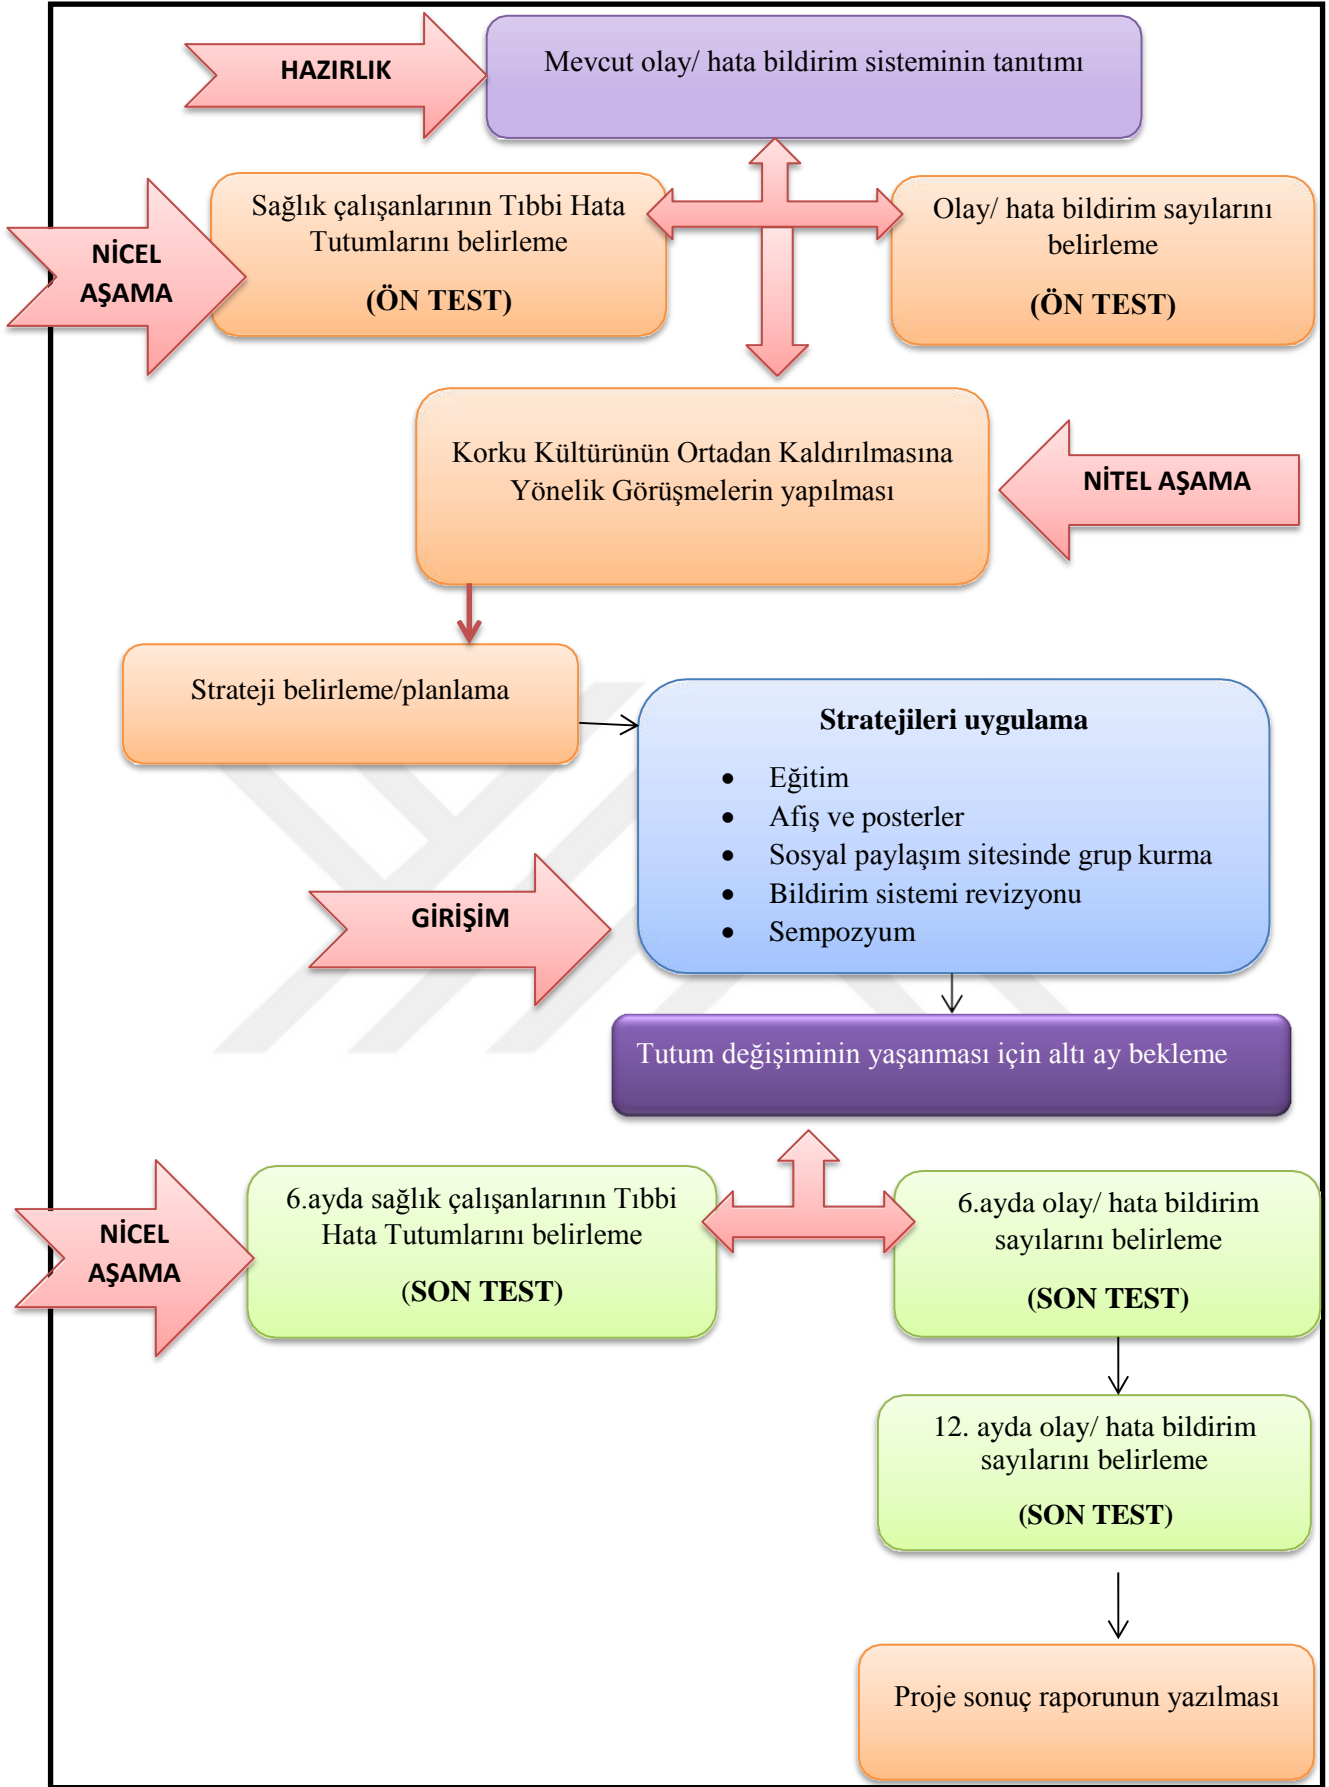 HAZIRLIK
Mevcut olay/ hata bildirim sisteminin tanıtımı
NİCEL
AŞAMA
Sağlık çalışanlarının Tıbbi Hata
Tutumlarını belirleme
(ÖN TEST)
Olay/ hata bildirim sayılarını
belirleme
(ÖN TEST)
Korku Kültürünün Ortadan Kaldırılmasına
Yönelik Görüşmelerin yapılması
NİTEL AŞAMA
Strateji belirleme/planlama
Stratejileri uygulama
• Eğitim
• Afiş ve posterler
• Sosyal paylaşım sitesinde grup kurma
• Bildirim sistemi revizyonu
• Sempozyum
GİRİŞİM
Tutum değişiminin yaşanması için altı ay bekleme
NİCEL
AŞAMA
6.ayda sağlık çalışanlarının Tıbbi
Hata Tutumlarını belirleme
(SON TEST)
6.ayda olay/ hata bildirim
sayılarını belirleme
(SON TEST)
12. ayda olay/ hata bildirim
sayılarını belirleme
(SON TEST)
Proje sonuç raporunun yazılması